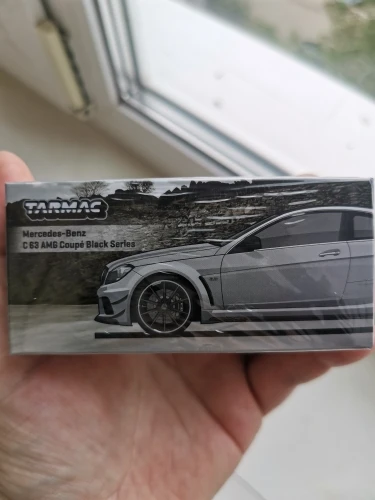 TARMAC
Mercedes-Benz
C 63 AMG Coupé Black Series